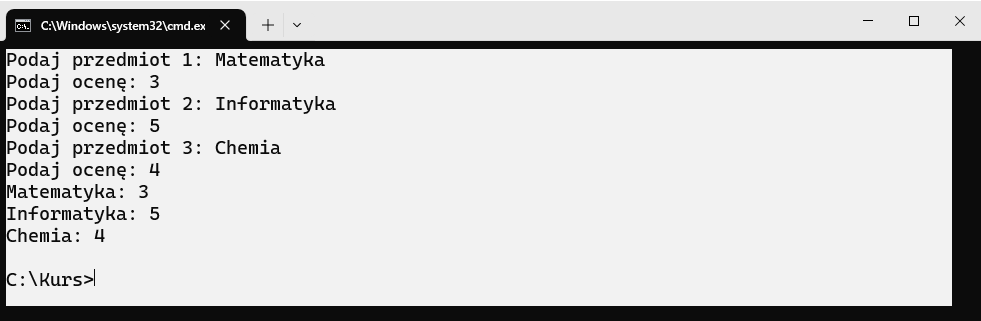 C:\Windows\system32\cmd.ex
Podaj przedmiot 1: Matematyka
Podaj ocenę: 3
Podaj przedmiot 2: Informatyka
Podaj ocenę: 5
Podaj przedmiot 3: Chemia
Podaj ocenę: 4
Matematyka: 3
Informatyka: 5
Chemia: 4
C:\Kurs>